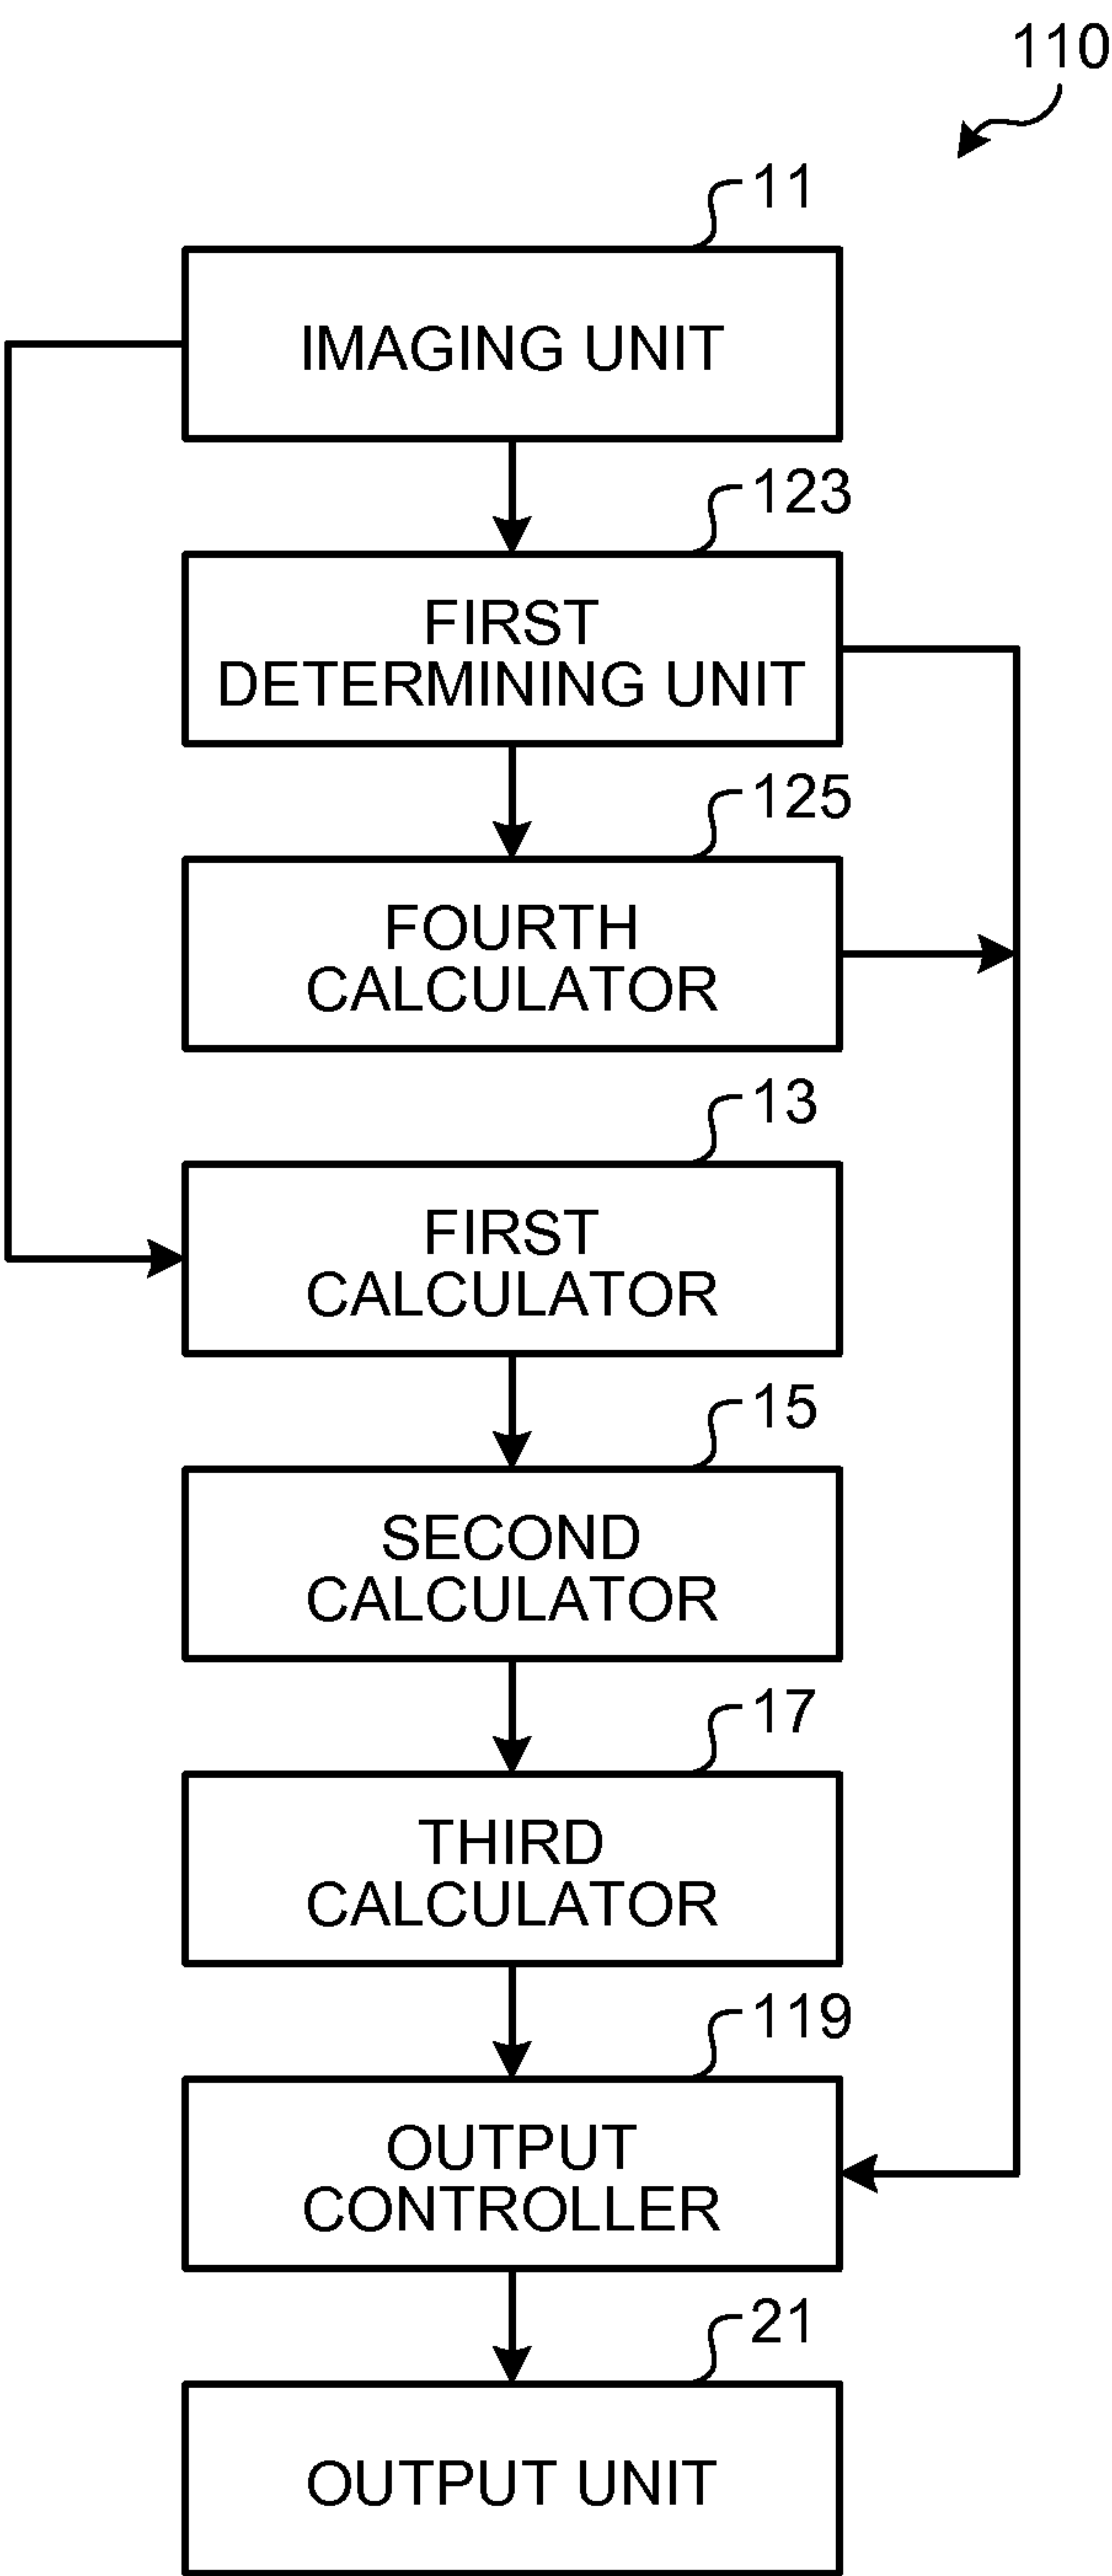 110
11
IMAGING UNIT
123
FIRST
DETERMINING UNIT
125
FOURTH
CALCULATOR
13
FIRST
CALCULATOR
15
SECOND
CALCULATOR
17
THIRD
CALCULATOR
119
OUTPUT
CONTROLLER
21
OUTPUT UNIT